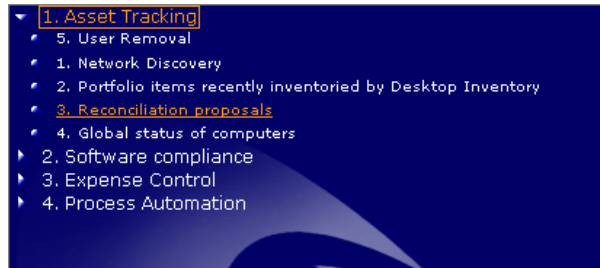 1. Asset Tracking
5. User Removal
1. Network Discovery
2. Portfolio items recently inventoried by Desktop Inventory
3. Reconciliation proposals
4. Global status of computers
2. Software compliance
3. Expense Control
4. Process Automation